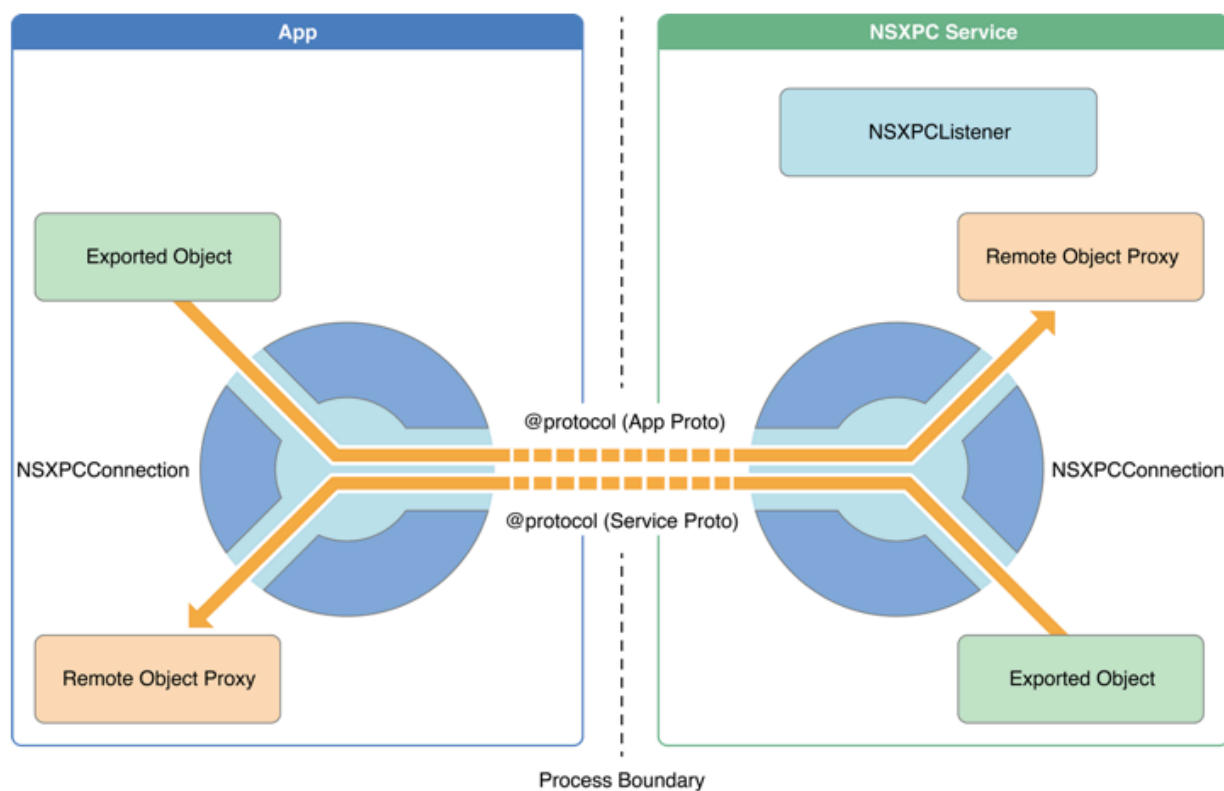 App
NSXPC Service
NSXPCListener
Exported Object
Remote Object Proxy
@protocol (App Proto)
NSXPCConnection
NSXPCConnection
@protocol (Service Proto)
Remote Object Proxy
Exported Object
Process Boundary